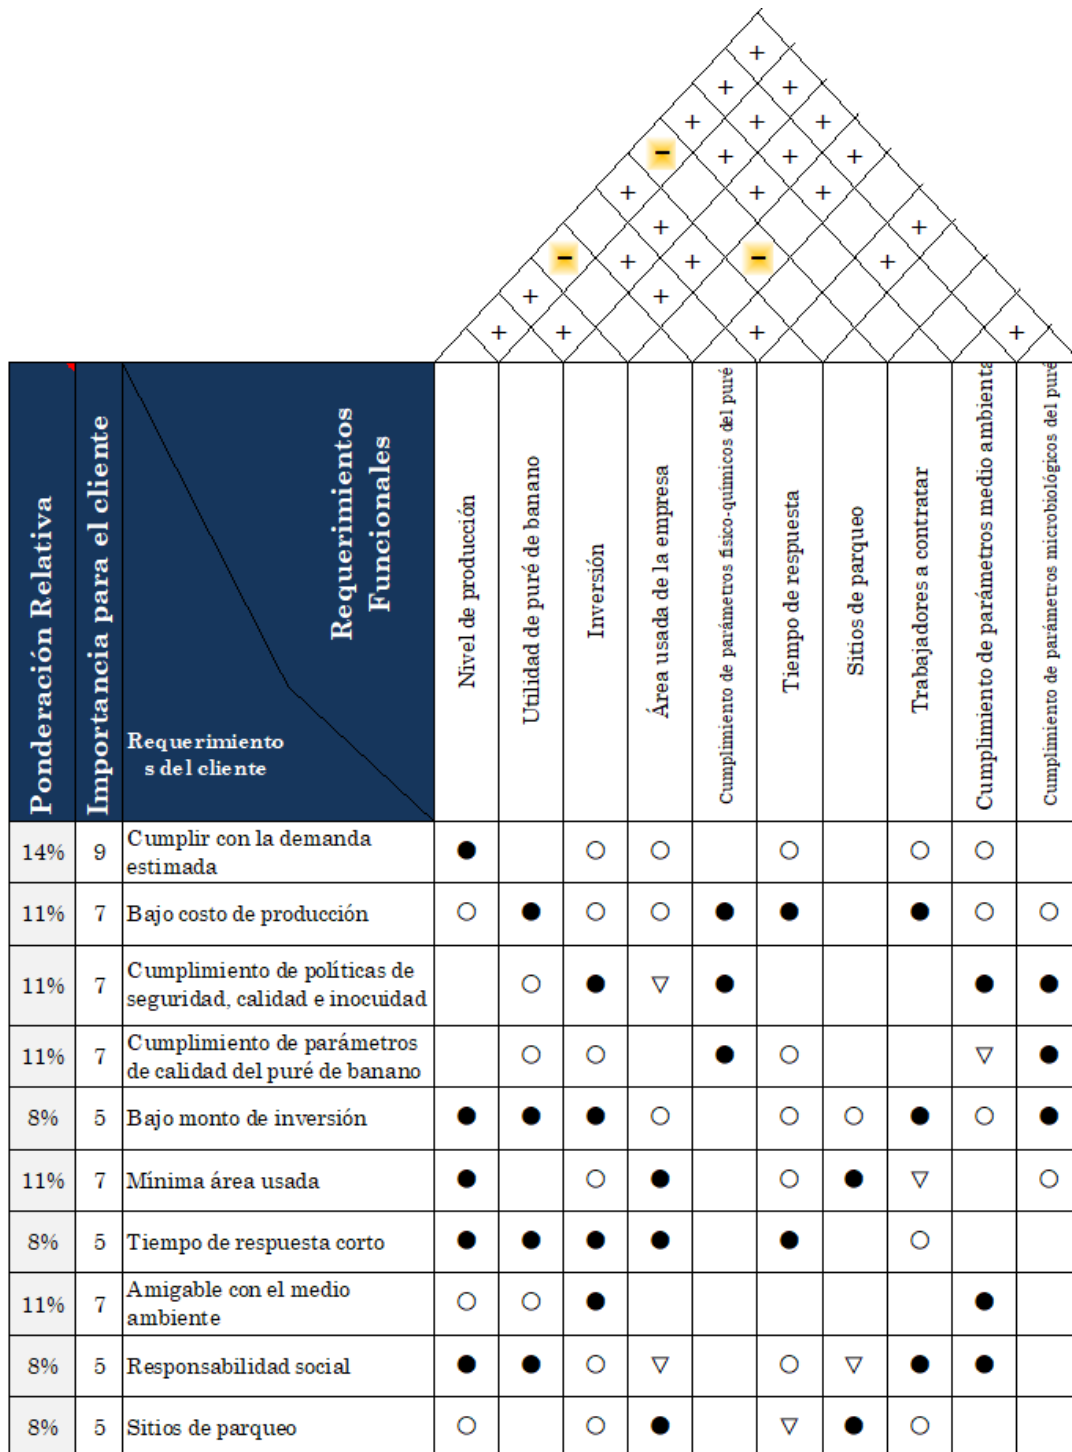 +
+ +
+ + +
− + + +
+ + +
+ +
− + + − +
+ +
+ + + +
Ponderación Relativa
Importancia para el cliente
Requerimientos
Funcionales
Requerimiento
s del cliente
Nivel de producción
Utilidad de puré de banano
Inversión
Área usada de la empresa
Cumplimiento de parámetros fisico-químicos del puré
Tiempo de respuesta
Sitios de parqueo
Trabajadores a contratar
Cumplimiento de parámetros medio ambienta
Cumplimiento de parámetros microbiológicos del puré
14% 9 Cumplir con la demanda
estimada ● ○ ○ ○ ○ ○
11% 7 Bajo costo de producción ○ ● ○ ○ ● ● ● ○ ○
11% 7 Cumplimiento de políticas de
seguridad, calidad e inocuidad ○ ● ▽ ● ● ●
11% 7 Cumplimiento de parámetros
de calidad del puré de banano ○ ○ ● ○ ▽ ●
8% 5 Bajo monto de inversión ● ● ● ○ ○ ○ ● ○ ●
11% 7 Mínima área usada ● ○ ● ○ ● ▽ ○
8% 5 Tiempo de respuesta corto ● ● ● ● ● ○
11% 7 Amigable con el medio
ambiente ○ ○ ● ●
8% 5 Responsabilidad social ● ● ○ ▽ ○ ▽ ● ●
8% 5 Sitios de parqueo ○ ○ ● ▽ ● ○